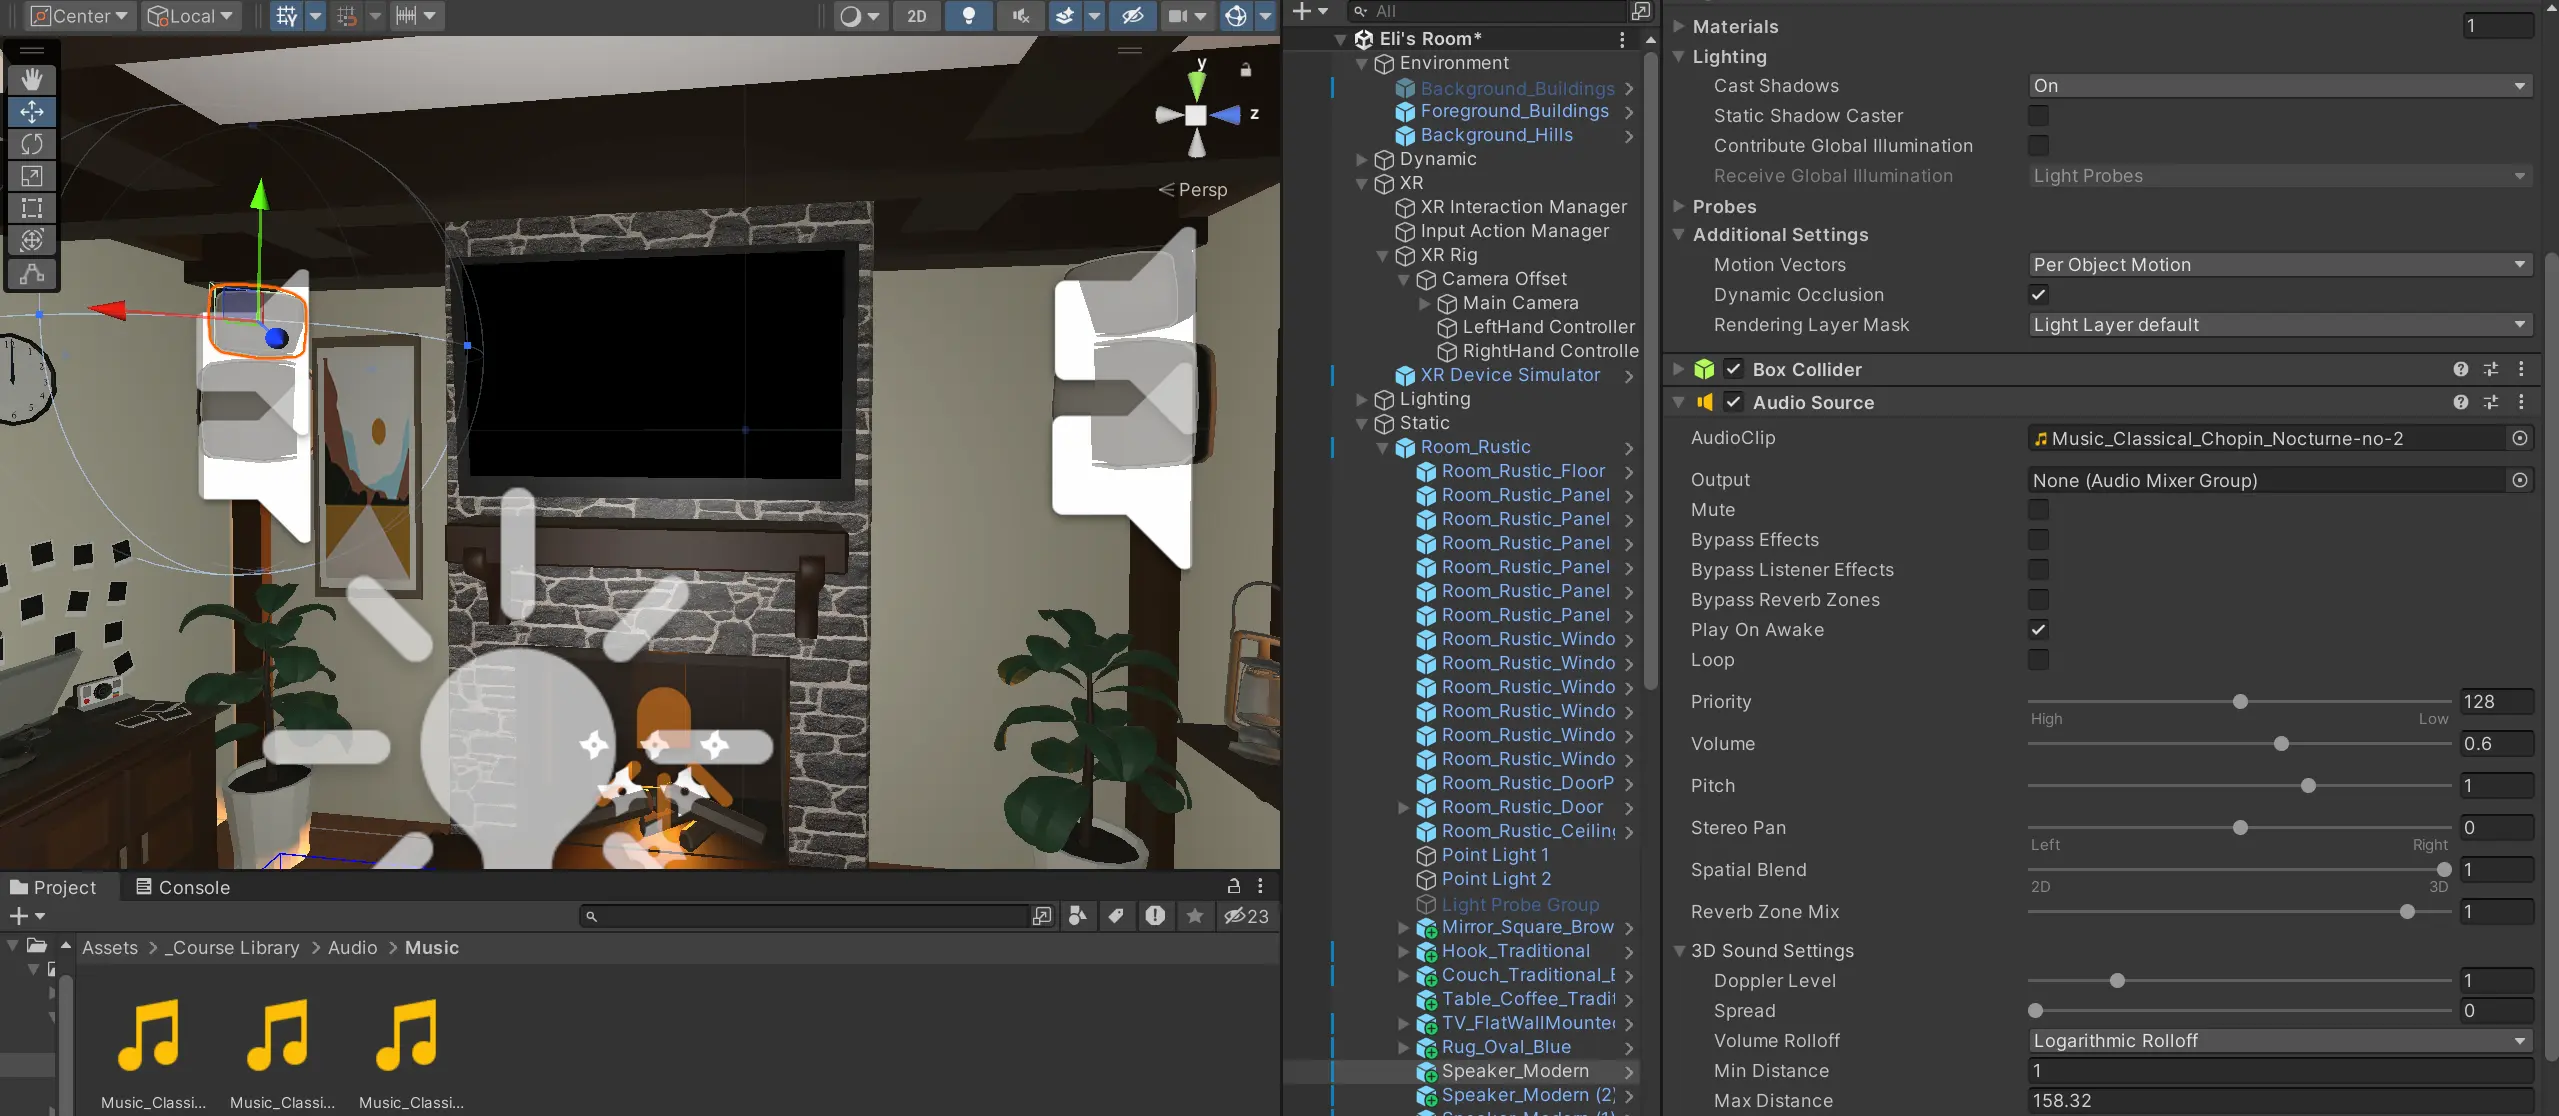 Center
Local
2D
y
z
Persp
Project
Console
23
Assets > _Course Library > Audio > Music
Music_Classi...
Music_Classi...
Music_Classi...
All
Eli's Room*
Environment
Background_Buildings
Foreground_Buildings
Background_Hills
Dynamic
XR
XR Interaction Manager
Input Action Manager
XR Rig
Camera Offset
Main Camera
LeftHand Controller
RightHand Controlle
XR Device Simulator
Lighting
Static
Room_Rustic
Room_Rustic_Floor
Room_Rustic_Panel
Room_Rustic_Panel
Room_Rustic_Panel
Room_Rustic_Panel
Room_Rustic_Panel
Room_Rustic_Panel
Room_Rustic_Windo
Room_Rustic_Windo
Room_Rustic_Windo
Room_Rustic_Windo
Room_Rustic_Windo
Room_Rustic_Windo
Room_Rustic_DoorP
Room_Rustic_Door
Room_Rustic_Ceilin
Point Light 1
Point Light 2
Light Probe Group
Mirror_Square_Brow
Hook_Traditional
Couch_Traditional_
Table_Coffee_Tradit
TV_FlatWallMounte
Rug_Oval_Blue
Speaker_Modern
Speaker_Modern (2)
Materials 1
Lighting
Cast Shadows On
Static Shadow Caster
Contribute Global Illumination
Receive Global Illumination Light Probes
Probes
Additional Settings
Motion Vectors Per Object Motion
Dynamic Occlusion
Rendering Layer Mask Light Layer default
Box Collider
Audio Source
AudioClip Music_Classical_Chopin_Nocturne-no-2
Output None (Audio Mixer Group)
Mute
Bypass Effects
Bypass Listener Effects
Bypass Reverb Zones
Play On Awake
Loop
Priority 128
High Low
Volume 0.6
Pitch 1
Stereo Pan 0
Left Right
Spatial Blend 1
2D 3D
Reverb Zone Mix 1
3D Sound Settings
Doppler Level 1
Spread 0
Volume Rolloff Logarithmic Rolloff
Min Distance 1
Max Distance 158.32